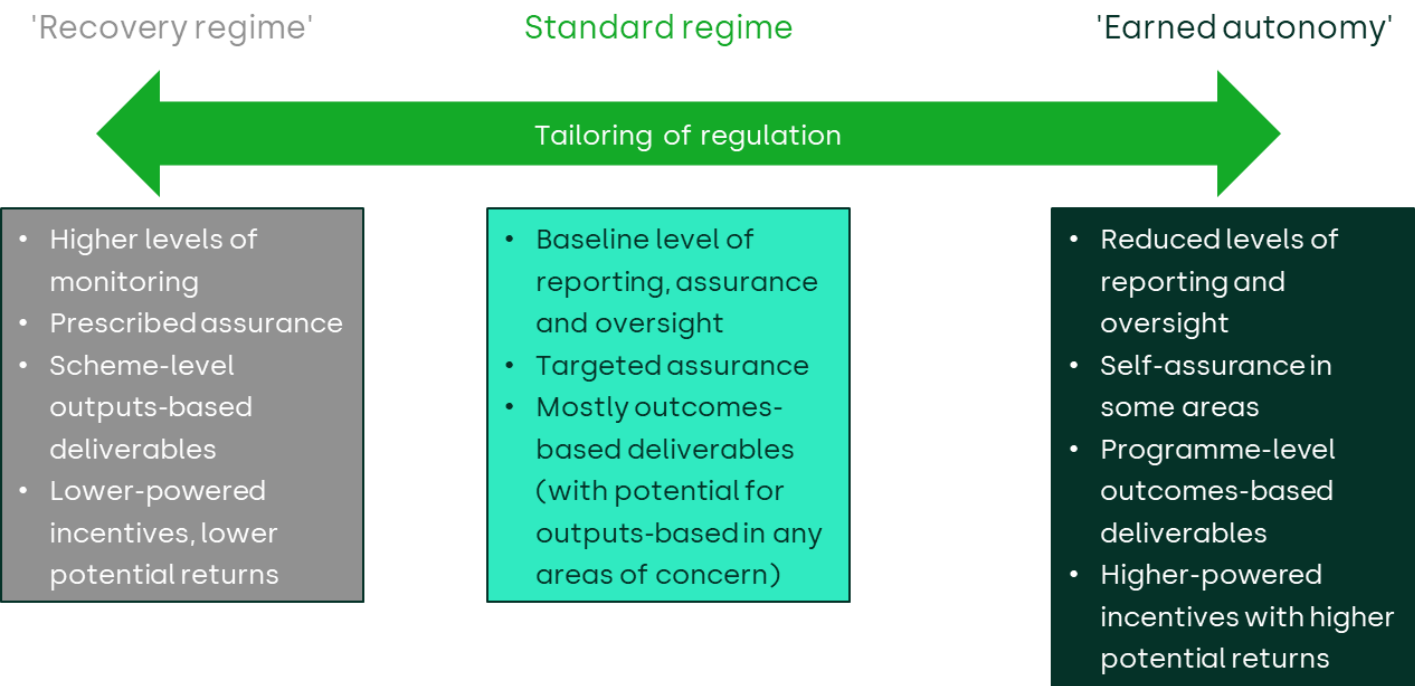 'Recovery regime'
Standard regime
'Earned autonomy'
Tailoring of regulation
• Higher levels of
monitoring
• Prescribed assurance
• Scheme-level
outputs-based
deliverables
• Lower-powered
incentives, lower
potential returns
• Baseline level of
reporting, assurance
and oversight
• Targeted assurance
• Mostly outcomes-
based deliverables
(with potential for
outputs-based in any
areas of concern)
• Reduced levels of
reporting and
oversight
• Self-assurance in
some areas
• Programme-level
outcomes-based
deliverables
• Higher-powered
incentives with higher
potential returns